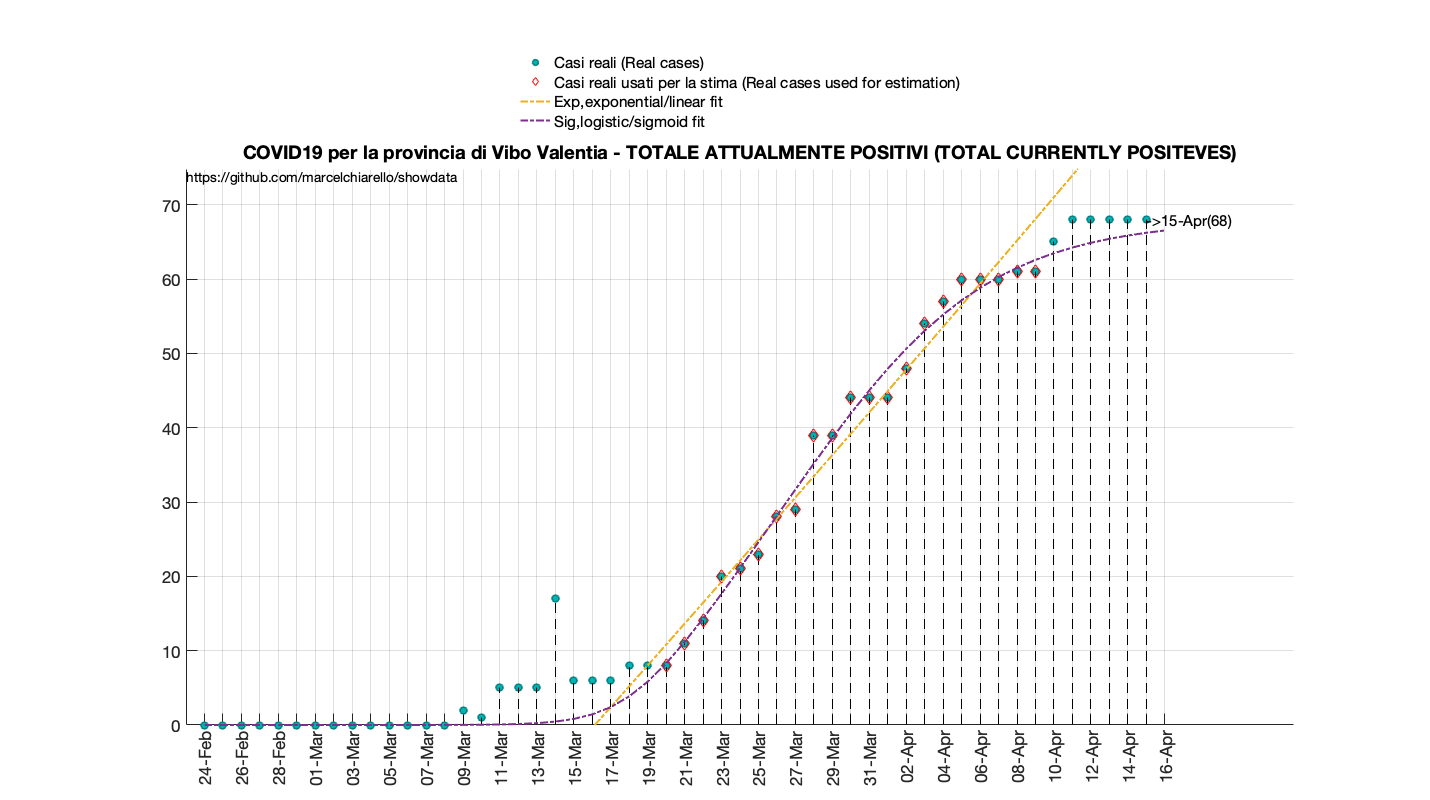 Casi reali (Real cases)
Casi reali usati per la stima (Real cases used for estimation)
Exp,exponential/linear fit
Sig,logistic/sigmoid fit
COVID19 per la provincia di Vibo Valentia - TOTALE ATTUALMENTE POSITIVI (TOTAL CURRENTLY POSITEVES)
https://github.com/marcelchiarello/showdata
70
60
50
40
30
20
10
0
->15-Apr(68)
24-Feb
26-Feb
28-Feb
01-Mar
03-Mar
05-Mar
07-Mar
09-Mar
11-Mar
13-Mar
15-Mar
17-Mar
19-Mar
21-Mar
23-Mar
25-Mar
27-Mar
29-Mar
31-Mar
02-Apr
04-Apr
06-Apr
08-Apr
10-Apr
12-Apr
14-Apr
16-Apr